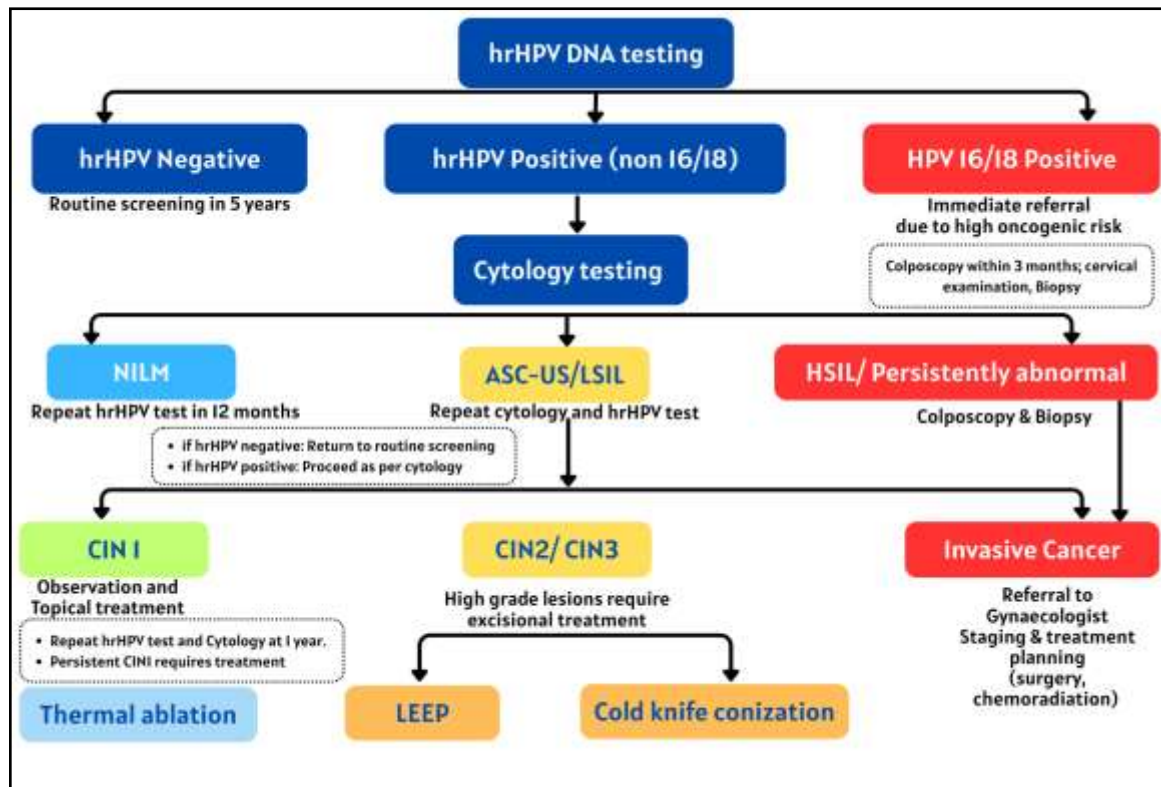 hrHPV DNA testing
hrHPV Negative
Routine screening in 5 years
hrHPV Positive (non 16/18)
HPV 16/18 Positive
Immediate referral
due to high oncogenic risk
Colposcopy within 3 months; cervical
examination, Biopsy
Cytology testing
NILM
Repeat hrHPV test in 12 months
ASC-US/LSIL
Repeat cytology and hrHPV test
• if hrHPV negative: Return to routine screening
• if hrHPV positive: Proceed as per cytology
HSIL/ Persistently abnormal
Colposcopy & Biopsy
CIN 1
Observation and
Topical treatment
• Repeat hrHPV test and Cytology at 1 year.
• Persistent CIN1 requires treatment
Thermal ablation
CIN2/ CIN3
High grade lesions require
excisional treatment
LEEP
Cold knife conization
Invasive Cancer
Referral to
Gynaecologist
Staging & treatment
planning
(surgery,
chemoradiation)